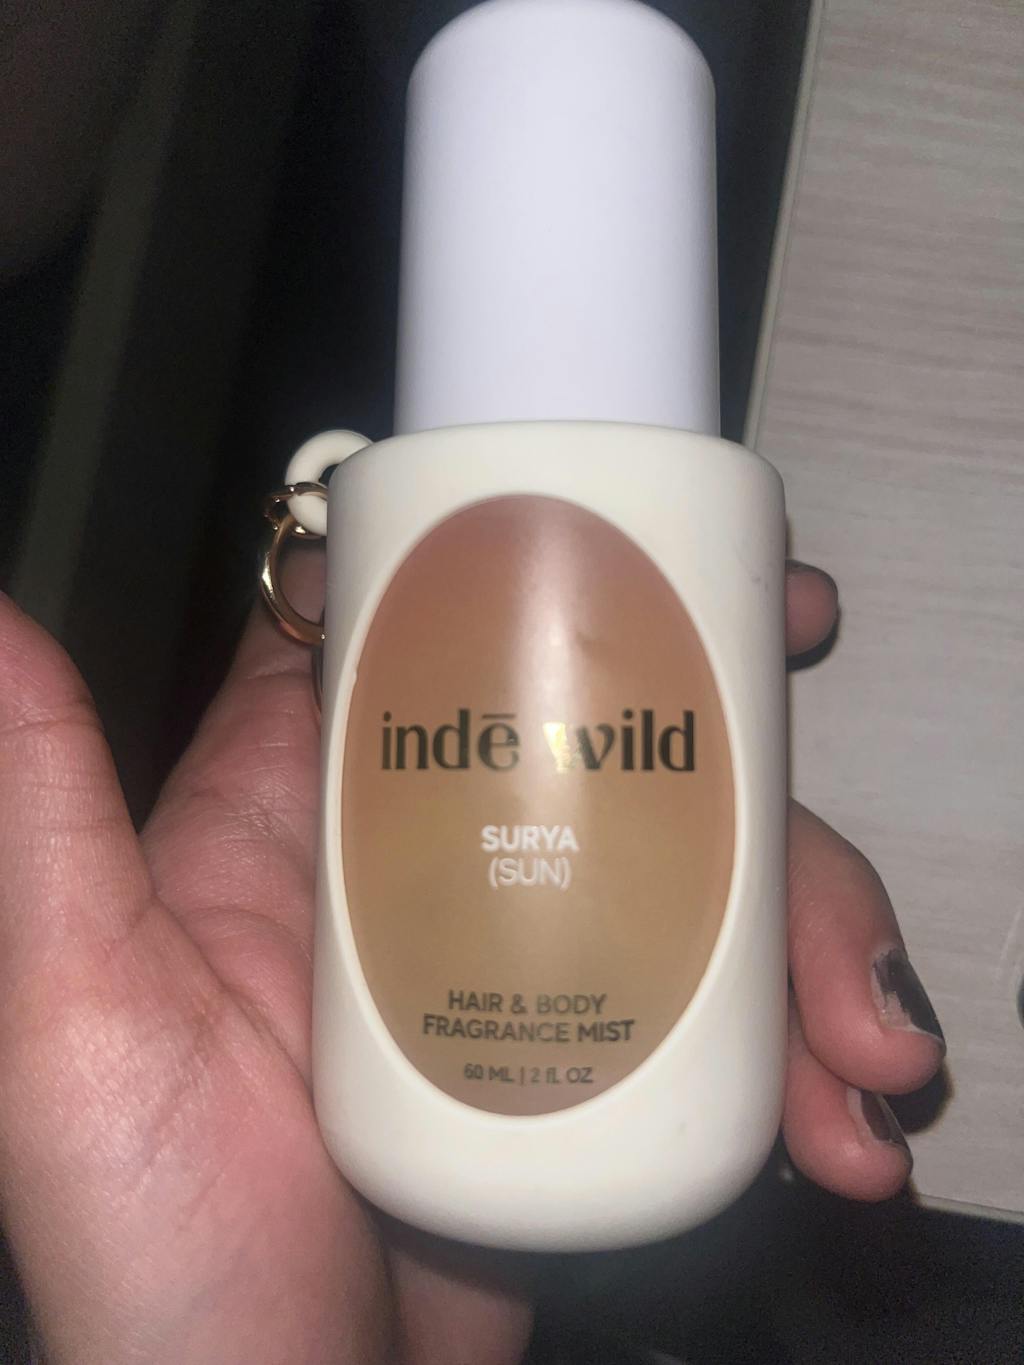 indē wild
SURYA
(SUN)
HAIR & BODY
FRAGRANCE MIST
60 ML | 2 fl. OZ